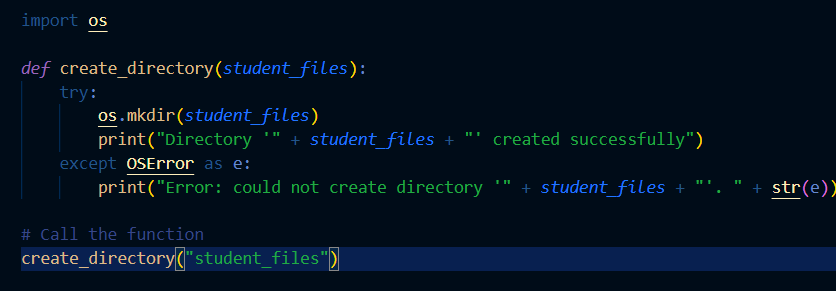 import os
def create_directory(student_files):
    try:
        os.mkdir(student_files)
        print("Directory '" + student_files + "' created successfully")
    except OSError as e:
        print("Error: could not create directory '" + student_files + "'. " + str(e))
# Call the function
create_directory("student_files")